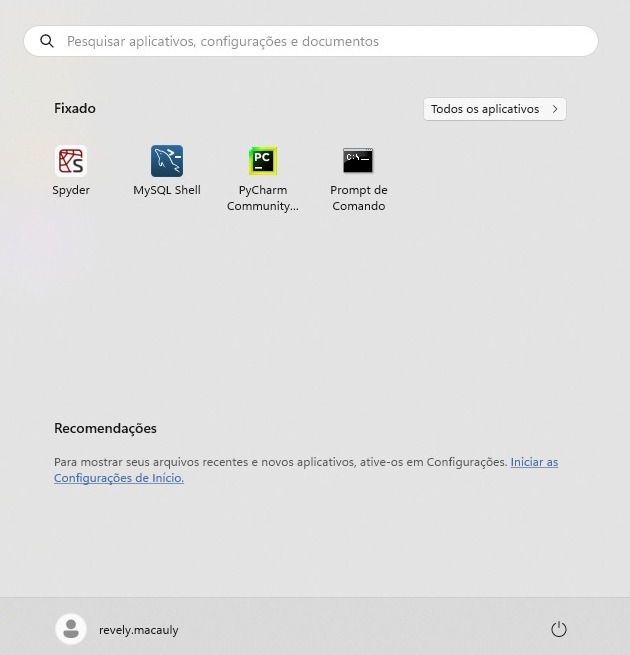 Pesquisar aplicativos, configurações e documentos
Fixado
Todos os aplicativos
Spyder
MySQL Shell
PC
PyCharm
Community...
C:\_
Prompt de
Comando
Recomendações
Para mostrar seus arquivos recentes e novos aplicativos, ative-os em Configurações. Iniciar as
Configurações de Início.
revely.macauly